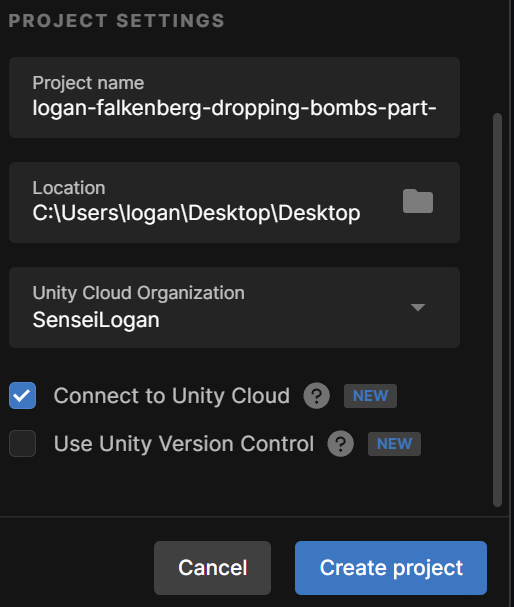 PROJECT SETTINGS
Project name
logan-falkenberg-dropping-bombs-part-
Location
C:\Users\logan\Desktop\Desktop
Unity Cloud Organization
SenseiLogan
Connect to Unity Cloud ? NEW
Use Unity Version Control ? NEW
Cancel Create project